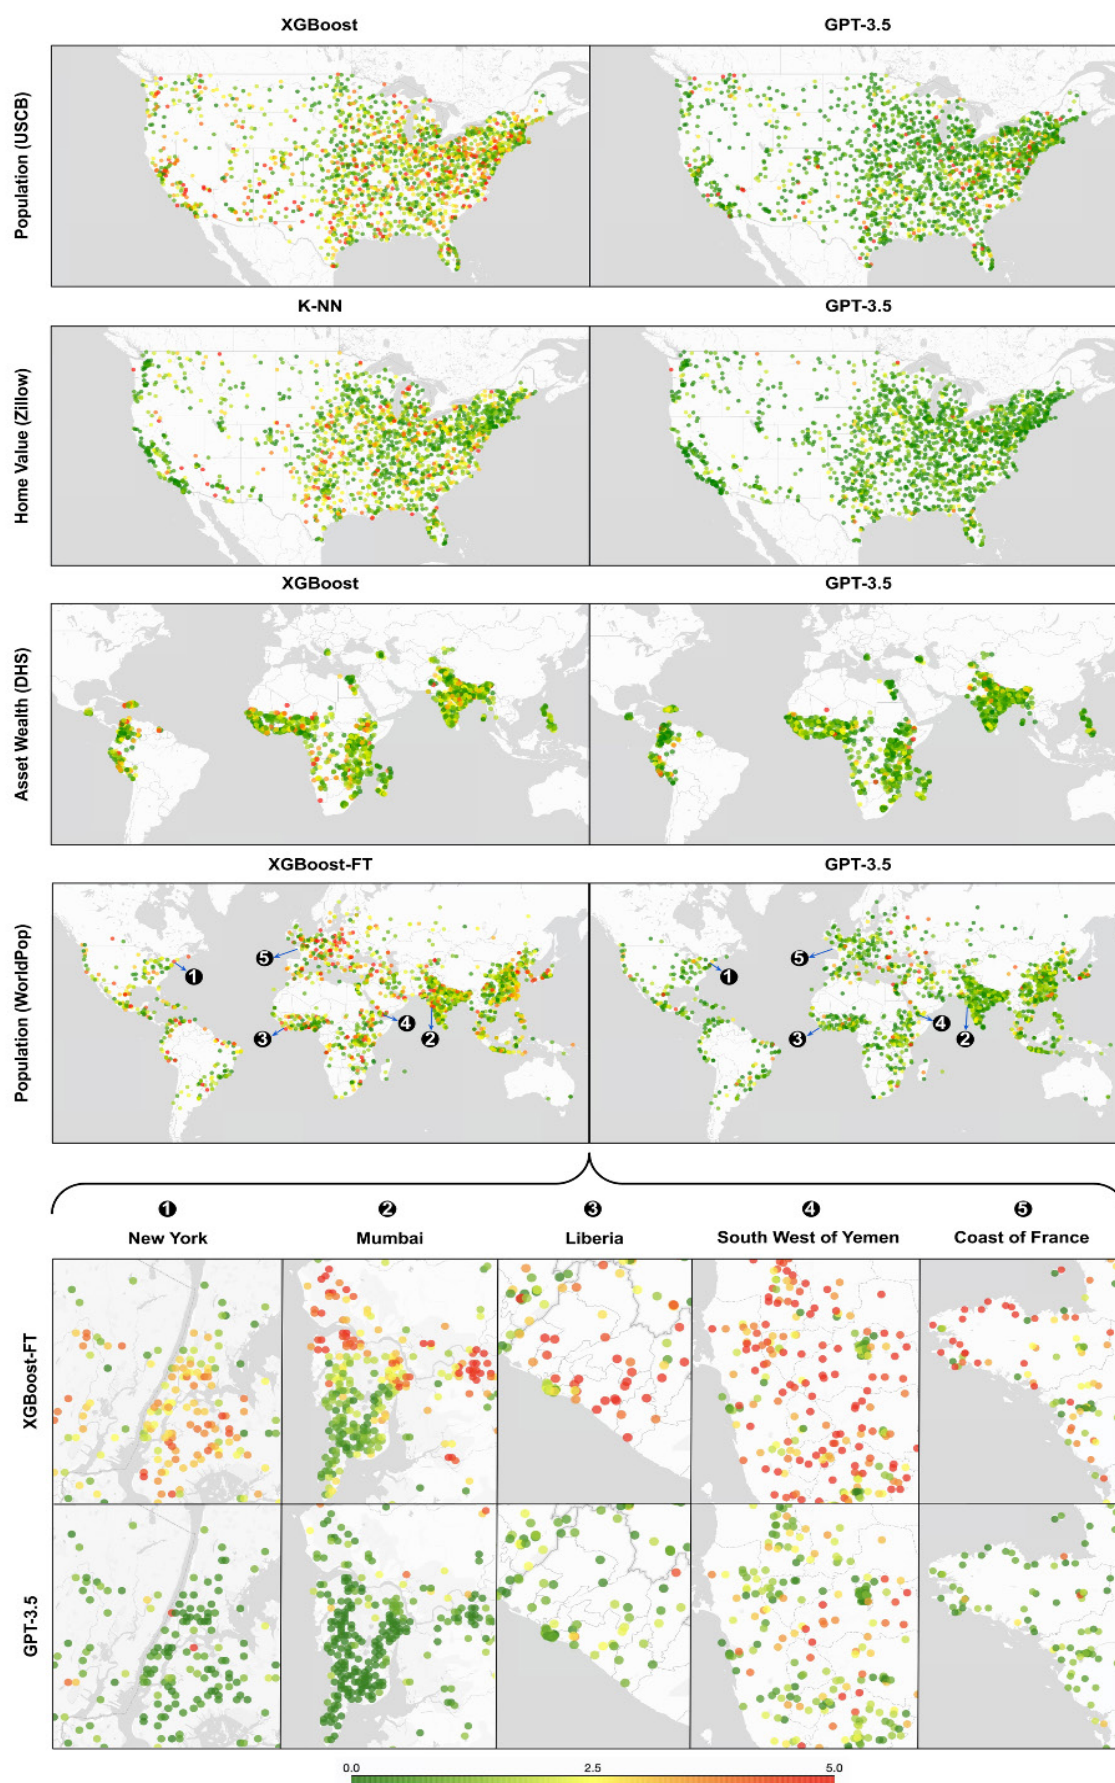 XGBoost GPT-3.5
Population (USCB)
K-NN GPT-3.5
Home Value (Zillow)
XGBoost GPT-3.5
Asset Wealth (DHS)
XGBoost-FT GPT-3.5
Population (WorldPop)
1 5 3 4 2
1 5 3 4 2
1 2 3 4 5
New York Mumbai Liberia South West of Yemen Coast of France
XGBoost-FT
GPT-3.5
0.0 2.5 5.0